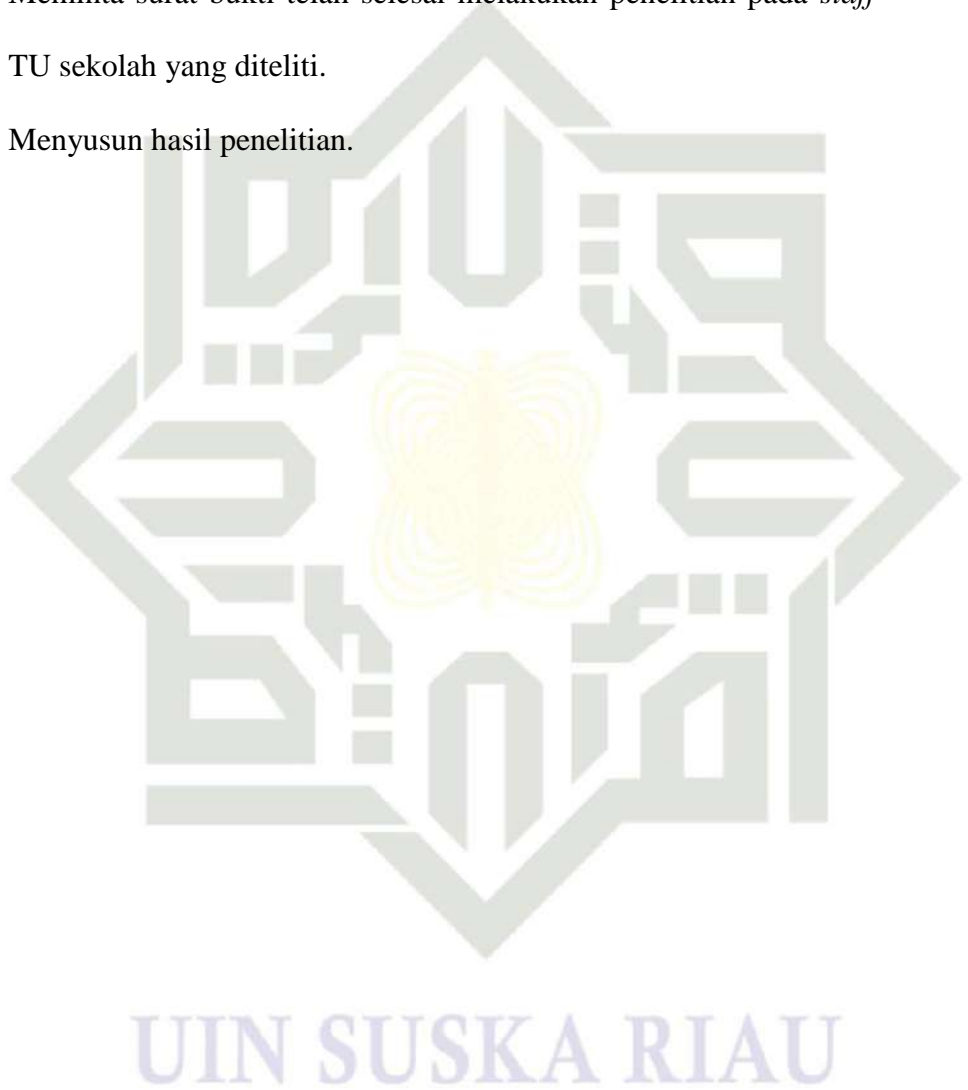 Meminta surat bukti telah selesai melakukan penelitian pada staff
TU sekolah yang diteliti.
Menyusun hasil penelitian.
UIN SUSKA RIAU